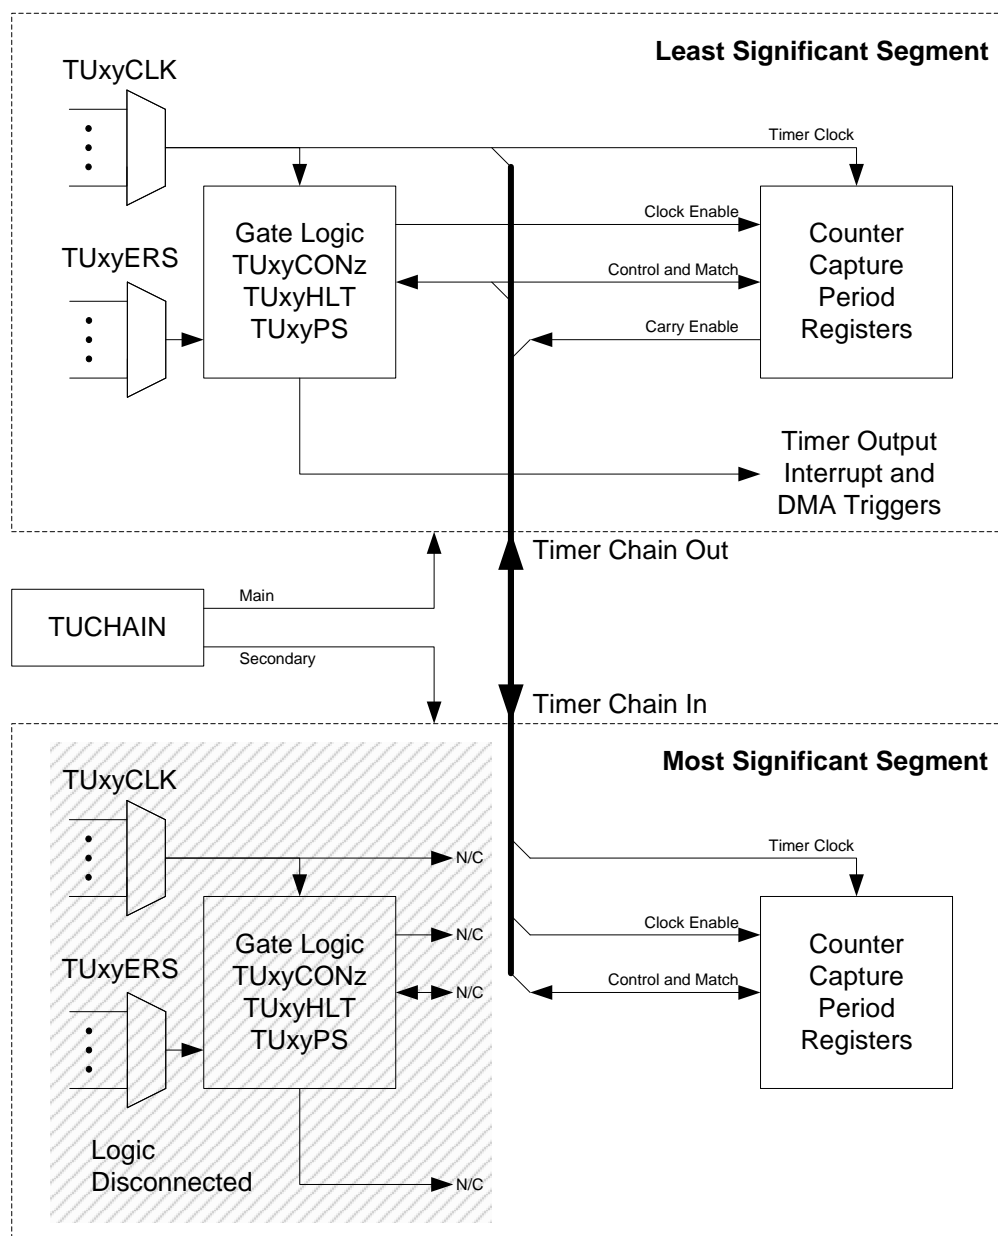 Least Significant Segment
TUxyCLK
Timer Clock
Gate Logic
TUxyCONz
TUxyHLT
TUxyPS
Clock Enable
Control and Match
Carry Enable
Counter
Capture
Period
Registers
TUxyERS
Timer Output
Interrupt and
DMA Triggers
Timer Chain Out
TUCHAIN
Main
Secondary
Timer Chain In
Most Significant Segment
TUxyCLK
N/C
Timer Clock
Gate Logic
TUxyCONz
TUxyHLT
TUxyPS
N/C
N/C
Clock Enable
Control and Match
Counter
Capture
Period
Registers
TUxyERS
Logic
Disconnected
N/C